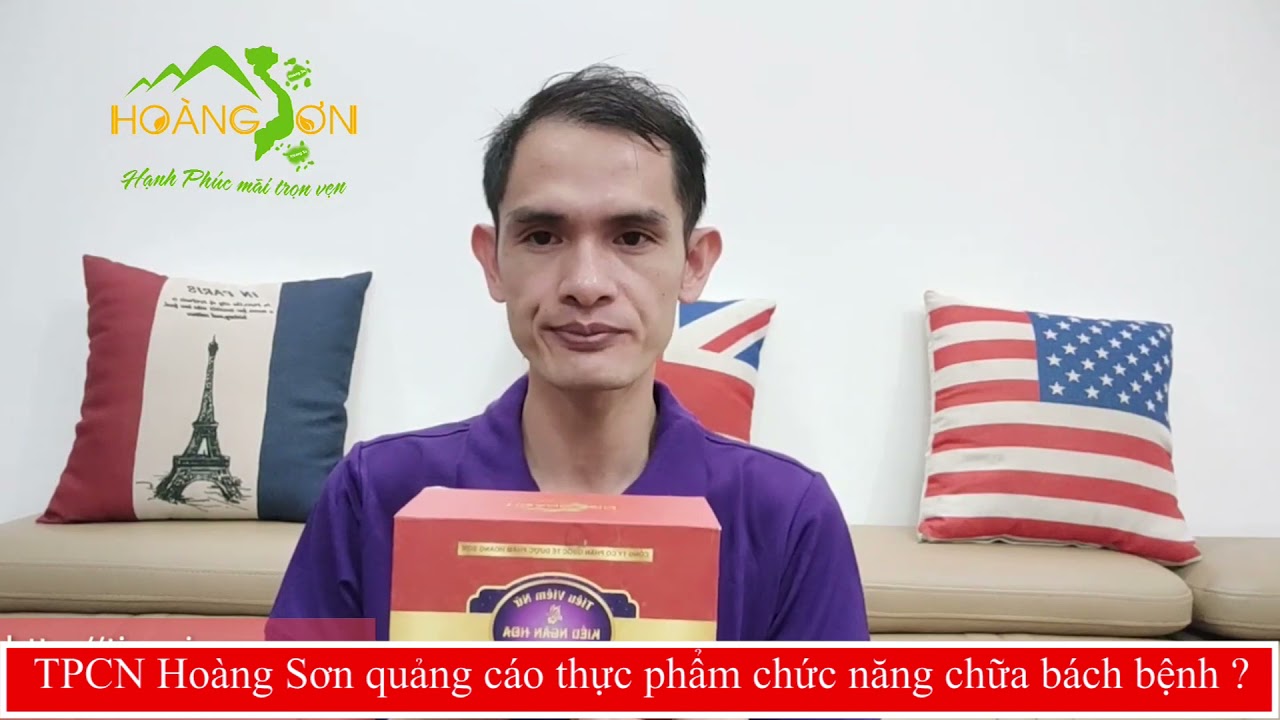 HOÀNG SƠN
Hạnh Phúc mãi trọn vẹn
IN PARIS
CÔNG TY CỔ PHẦN QUỐC TẾ DƯỢC PHẨM HOÀNG SƠN
Tiêu Viêm Nữ
KIỀU NGÂN HOA
TPCN Hoàng Sơn quảng cáo thực phẩm chức năng chữa bách bệnh ?